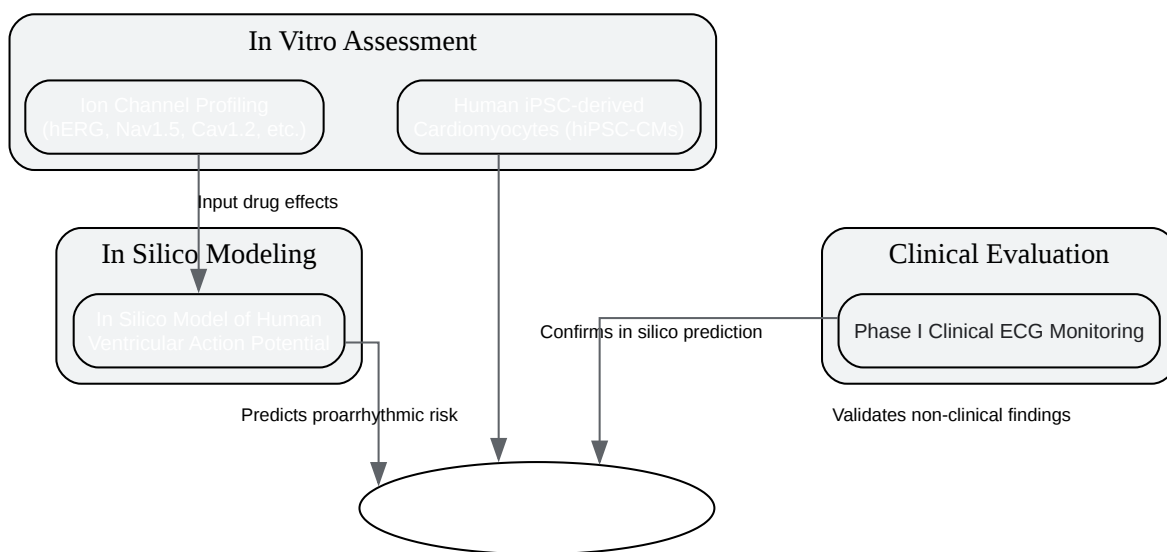 In Vitro Assessment
Ion Channel Profiling
(hERG, Nav1.5, Cav1.2, etc.)
Human iPSC-derived
Cardiomyocytes (hiPSC-CMs)
Input drug effects
In Silico Modeling
In Silico Model of Human
Ventricular Action Potential
Clinical Evaluation
Phase I Clinical ECG Monitoring
Confirms in silico prediction
Predicts proarrhythmic risk
Validates non-clinical findings